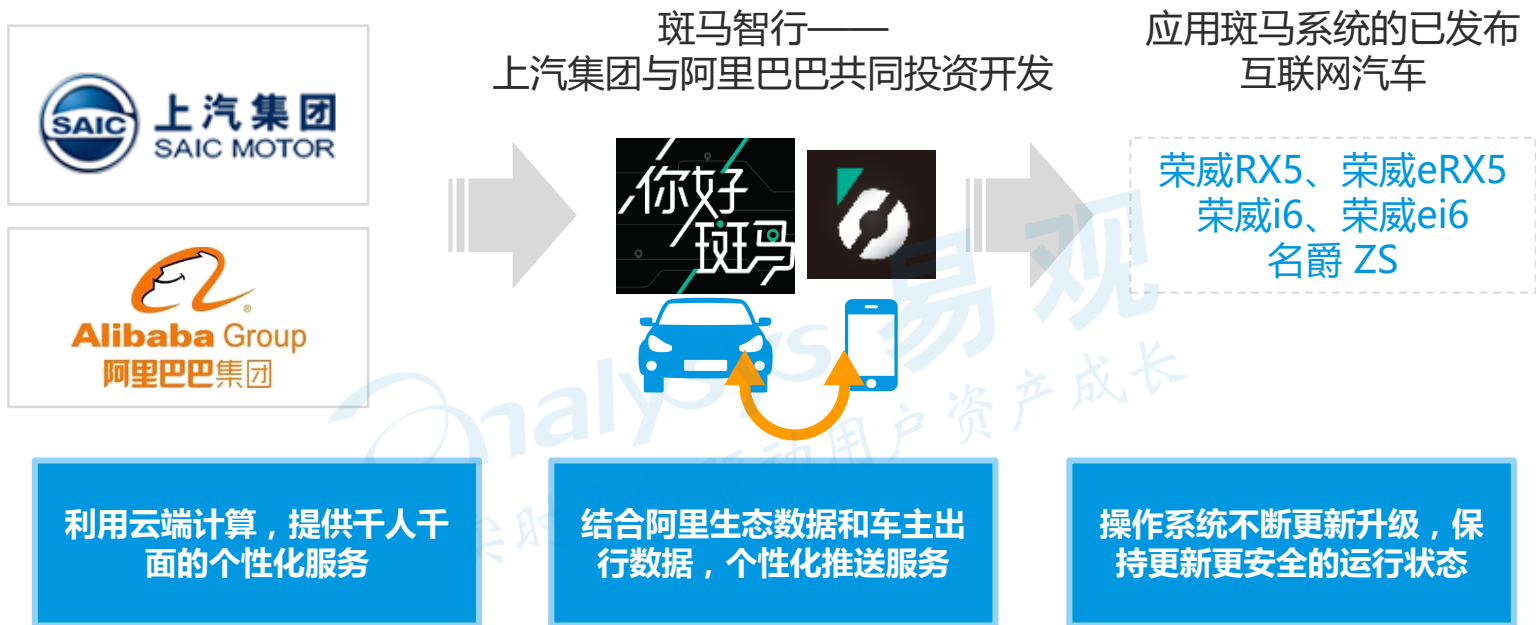 上汽集团
SAIC
SAIC MOTOR
Alibaba Group
阿里巴巴集团
斑马智行——
上汽集团与阿里巴巴共同投资开发
你好
斑马
应用斑马系统的已发布
互联网汽车
荣威RX5、荣威eRX5
荣威i6、荣威ei6
名爵 ZS
利用云端计算，提供千人千
面的个性化服务
结合阿里生态数据和车主出
行数据，个性化推送服务
操作系统不断更新升级，保
持更新更安全的运行状态
analysys 易观
用户资产成长